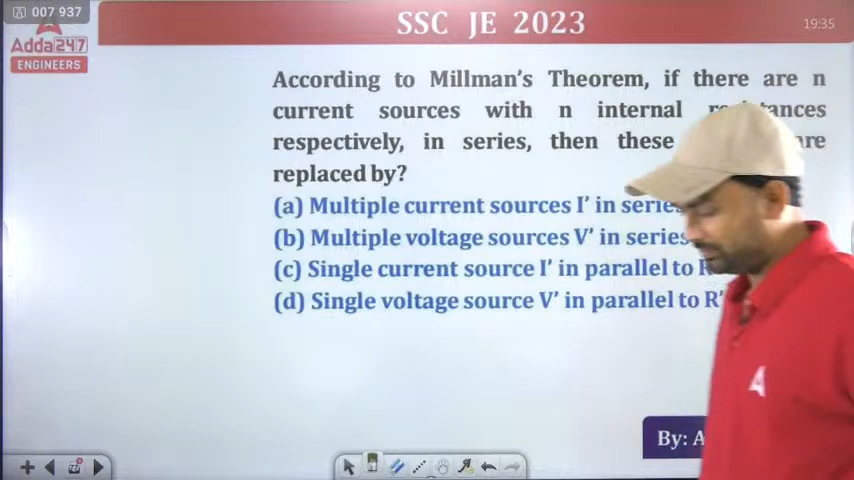 007 937
SSC JE 2023
19:35
Adda247
ENGINEERS
According to Millman's Theorem, if there are n
current sources with n internal
respectively, in series, then these
replaced by?
(a) Multiple current sources I' in series
(b) Multiple voltage sources V' in series
(c) Single current source I' in parallel to R'
(d) Single voltage source V' in parallel to R'
By: A